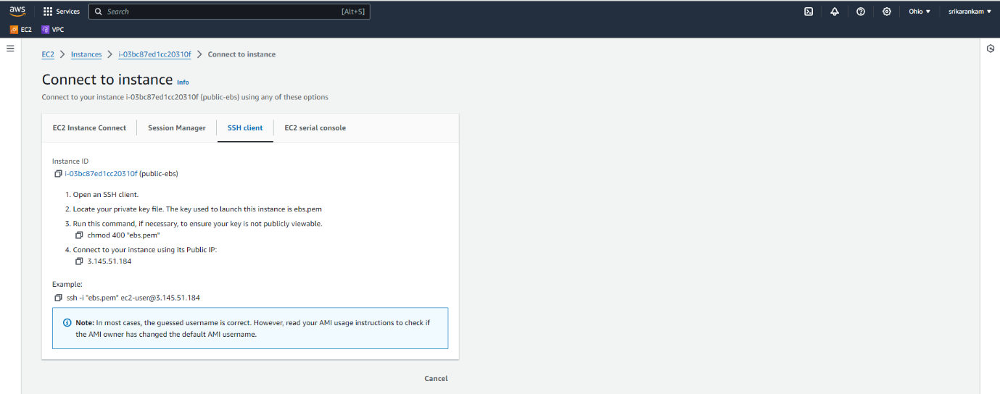 aws Services Search [Alt+S] Ohio ▼ srikarankam ▼
EC2 VPC
EC2 > Instances > i-03bc87ed1cc20310f > Connect to instance
Connect to instance Info
Connect to your instance i-03bc87ed1cc20310f (public-ebs) using any of these options
EC2 Instance Connect Session Manager SSH client EC2 serial console
Instance ID
i-03bc87ed1cc20310f (public-ebs)
1. Open an SSH client.
2. Locate your private key file. The key used to launch this instance is ebs.pem
3. Run this command, if necessary, to ensure your key is not publicly viewable.
chmod 400 "ebs.pem"
4. Connect to your instance using its Public IP:
3.145.51.184
Example:
ssh -i "ebs.pem" ec2-user@3.145.51.184
Note: In most cases, the guessed username is correct. However, read your AMI usage instructions to check if
the AMI owner has changed the default AMI username.
Cancel